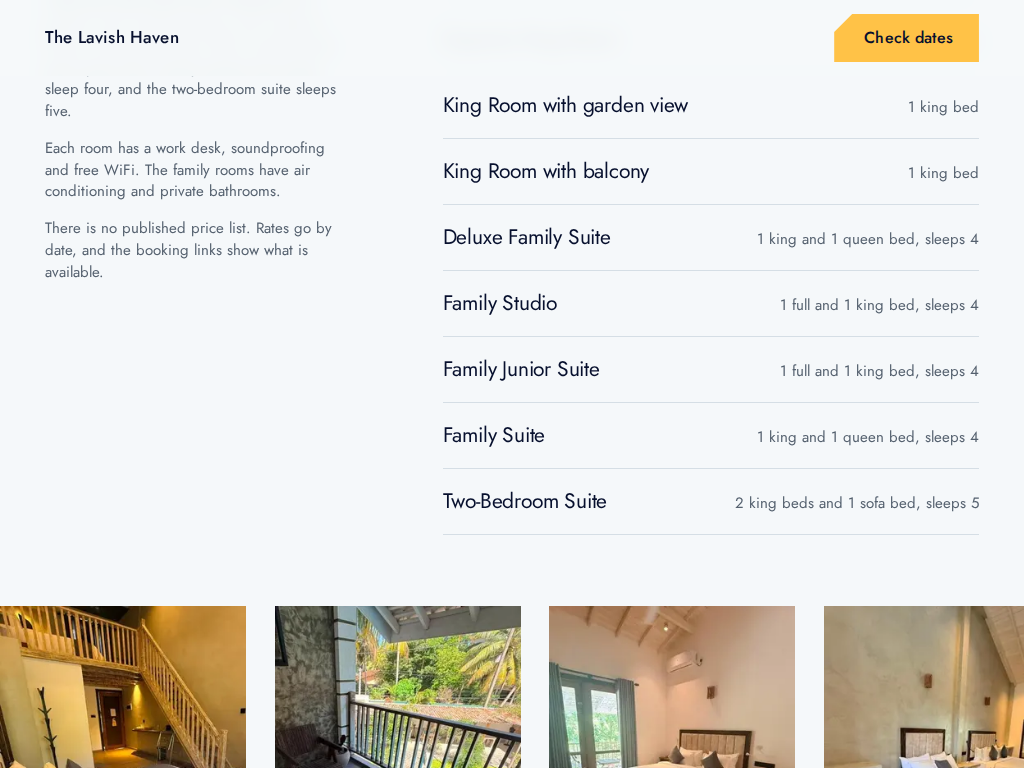 The Lavish Haven
Check dates
sleep four, and the two-bedroom suite sleeps
five.
Each room has a work desk, soundproofing
and free WiFi. The family rooms have air
conditioning and private bathrooms.
There is no published price list. Rates go by
date, and the booking links show what is
available.
King Room with garden view
1 king bed
King Room with balcony
1 king bed
Deluxe Family Suite
1 king and 1 queen bed, sleeps 4
Family Studio
1 full and 1 king bed, sleeps 4
Family Junior Suite
1 full and 1 king bed, sleeps 4
Family Suite
1 king and 1 queen bed, sleeps 4
Two-Bedroom Suite
2 king beds and 1 sofa bed, sleeps 5